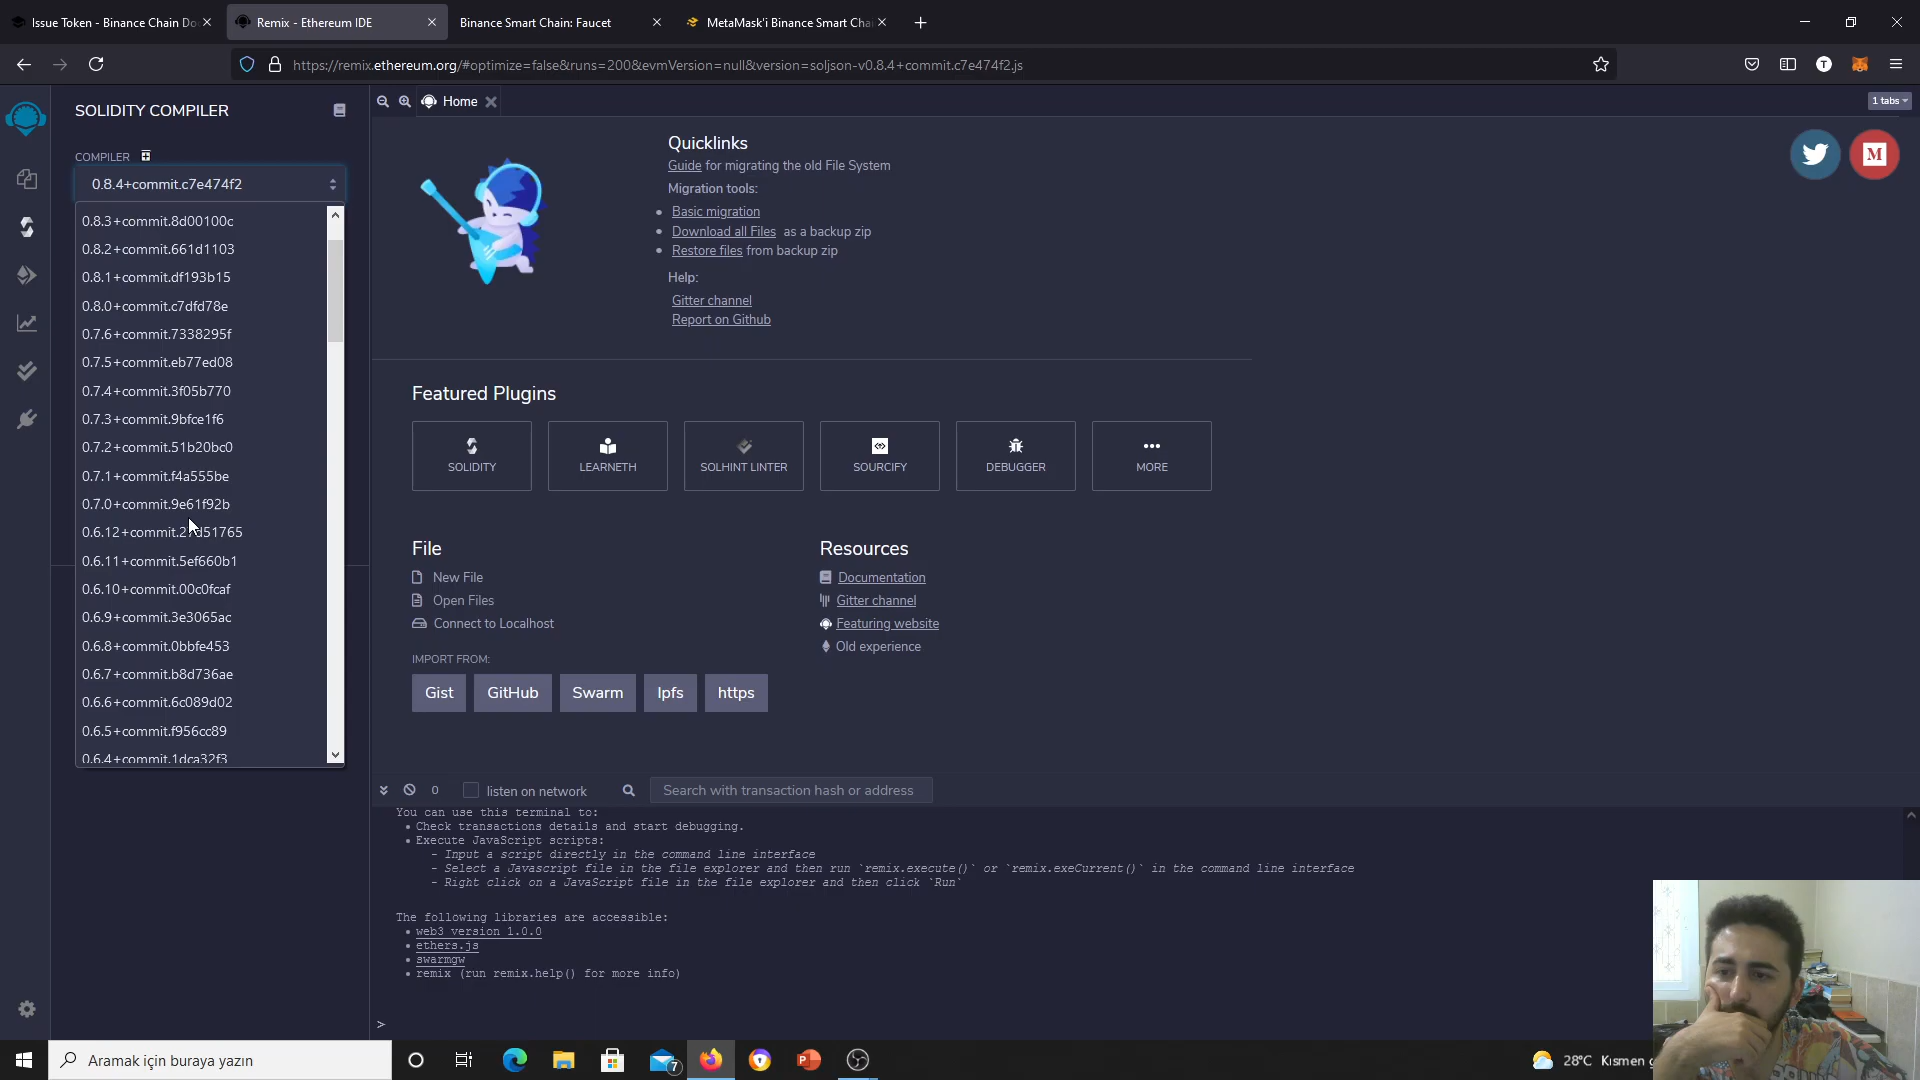 Issue Token - Binance Chain Do
Remix - Ethereum IDE
Binance Smart Chain: Faucet
MetaMask'i Binance Smart Chai
https://remix.ethereum.org/#optimize=false&runs=200&evmVersion=null&version=soljson-v0.8.4+commit.c7e474f2.js
T
SOLIDITY COMPILER
COMPILER
0.8.4+commit.c7e474f2
0.8.3+commit.8d00100c
0.8.2+commit.661d1103
0.8.1+commit.df193b15
0.8.0+commit.c7dfd78e
0.7.6+commit.7338295f
0.7.5+commit.eb77ed08
0.7.4+commit.3f05b770
0.7.3+commit.9bfce1f6
0.7.2+commit.51b20bc0
0.7.1+commit.f4a555be
0.7.0+commit.9e61f92b
0.6.12+commit.27d51765
0.6.11+commit.5ef660b1
0.6.10+commit.00c0fcaf
0.6.9+commit.3e3065ac
0.6.8+commit.0bbfe453
0.6.7+commit.b8d736ae
0.6.6+commit.6c089d02
0.6.5+commit.f956cc89
0.6.4+commit.1dca32f3
Home
1 tabs
M
Quicklinks
Guide for migrating the old File System
Migration tools:
Basic migration
Download all Files as a backup zip
Restore files from backup zip
Help:
Gitter channel
Report on Github
Featured Plugins
SOLIDITY
LEARNETH
SOLHINT LINTER
SOURCIFY
DEBUGGER
MORE
File
New File
Open Files
Connect to Localhost
IMPORT FROM:
Gist
GitHub
Swarm
Ipfs
https
Resources
Documentation
Gitter channel
Featuring website
Old experience
0
listen on network
Search with transaction hash or address
You can use this terminal to:
Check transactions details and start debugging.
Execute JavaScript scripts:
- Input a script directly in the command line interface
- Select a Javascript file in the file explorer and then run `remix.execute()` or `remix.exeCurrent()` in the command line interface
- Right click on a JavaScript file in the file explorer and then click `Run`
The following libraries are accessible:
web3 version 1.0.0
ethers.js
swarmgw
remix (run remix.help() for more info)
>
Aramak için buraya yazın
7
28°C Kısmen